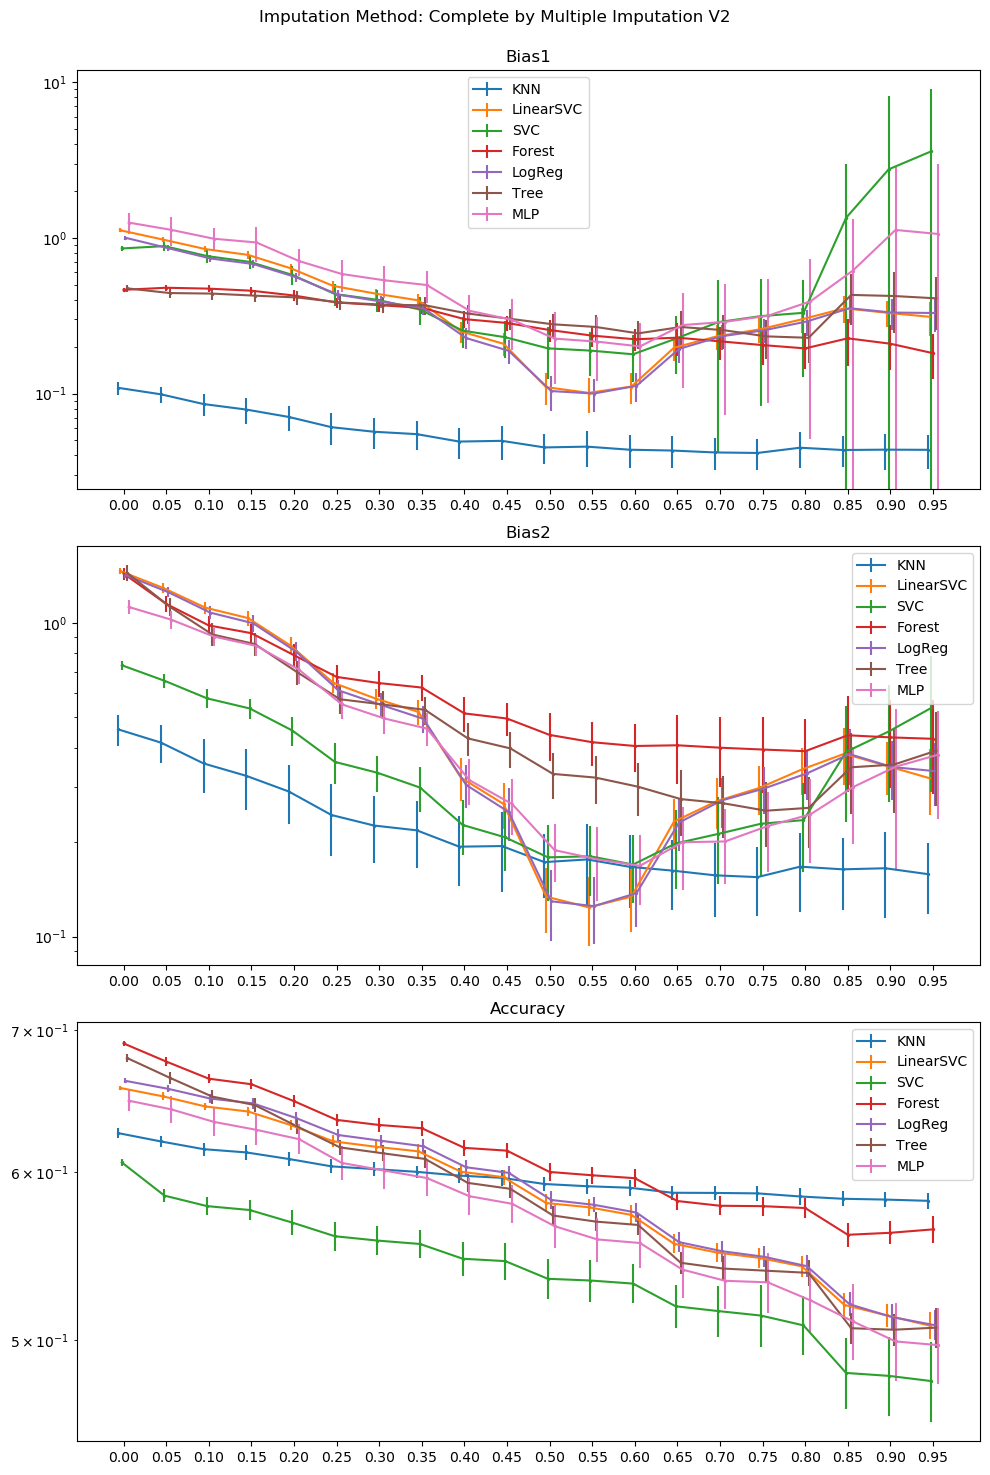 Imputation Method: Complete by Multiple Imputation V2
Bias1
10¹
10⁰
10⁻¹
KNN
LinearSVC
SVC
Forest
LogReg
Tree
MLP
0.00 0.05 0.10 0.15 0.20 0.25 0.30 0.35 0.40 0.45 0.50 0.55 0.60 0.65 0.70 0.75 0.80 0.85 0.90 0.95
Bias2
10⁰
10⁻¹
KNN
LinearSVC
SVC
Forest
LogReg
Tree
MLP
0.00 0.05 0.10 0.15 0.20 0.25 0.30 0.35 0.40 0.45 0.50 0.55 0.60 0.65 0.70 0.75 0.80 0.85 0.90 0.95
Accuracy
7 × 10⁻¹
6 × 10⁻¹
5 × 10⁻¹
KNN
LinearSVC
SVC
Forest
LogReg
Tree
MLP
0.00 0.05 0.10 0.15 0.20 0.25 0.30 0.35 0.40 0.45 0.50 0.55 0.60 0.65 0.70 0.75 0.80 0.85 0.90 0.95